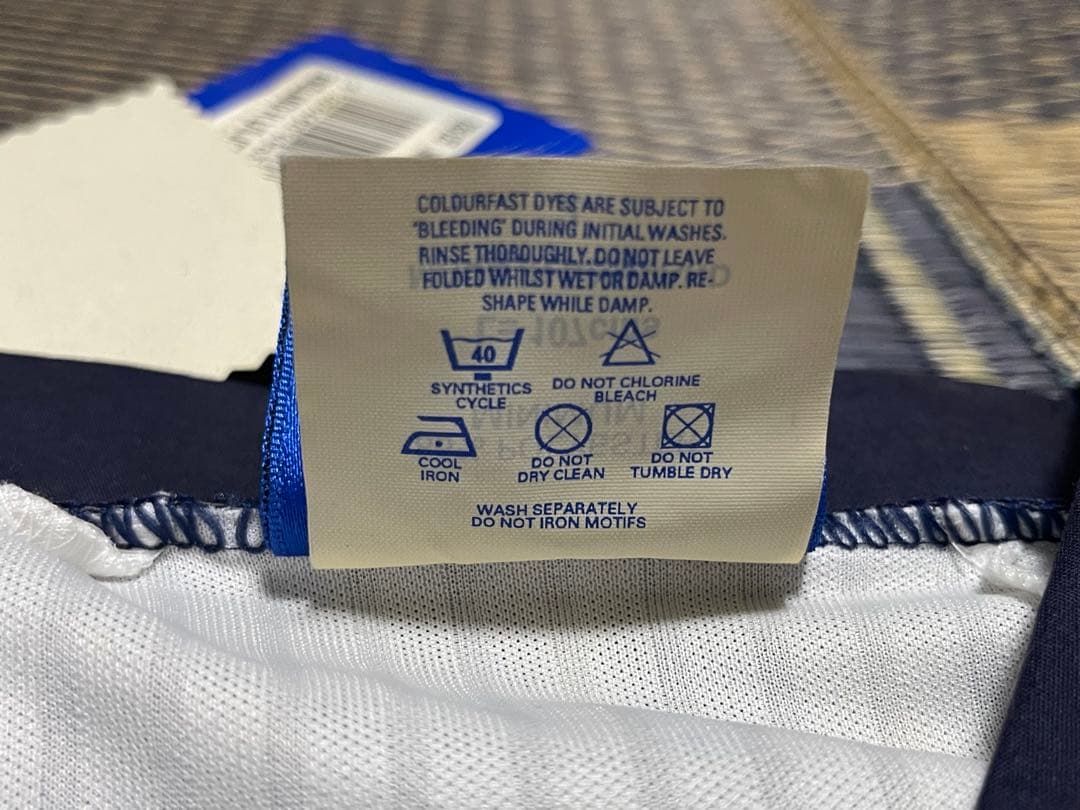 COLOURFAST DYES ARE SUBJECT TO
'BLEEDING' DURING INITIAL WASHES.
RINSE THOROUGHLY. DO NOT LEAVE
FOLDED WHILST WET OR DAMP. RE-
SHAPE WHILE DAMP.
40
SYNTHETICS
CYCLE
DO NOT CHLORINE
BLEACH
COOL
IRON
DO NOT
DRY CLEAN
DO NOT
TUMBLE DRY
WASH SEPARATELY
DO NOT IRON MOTIFS